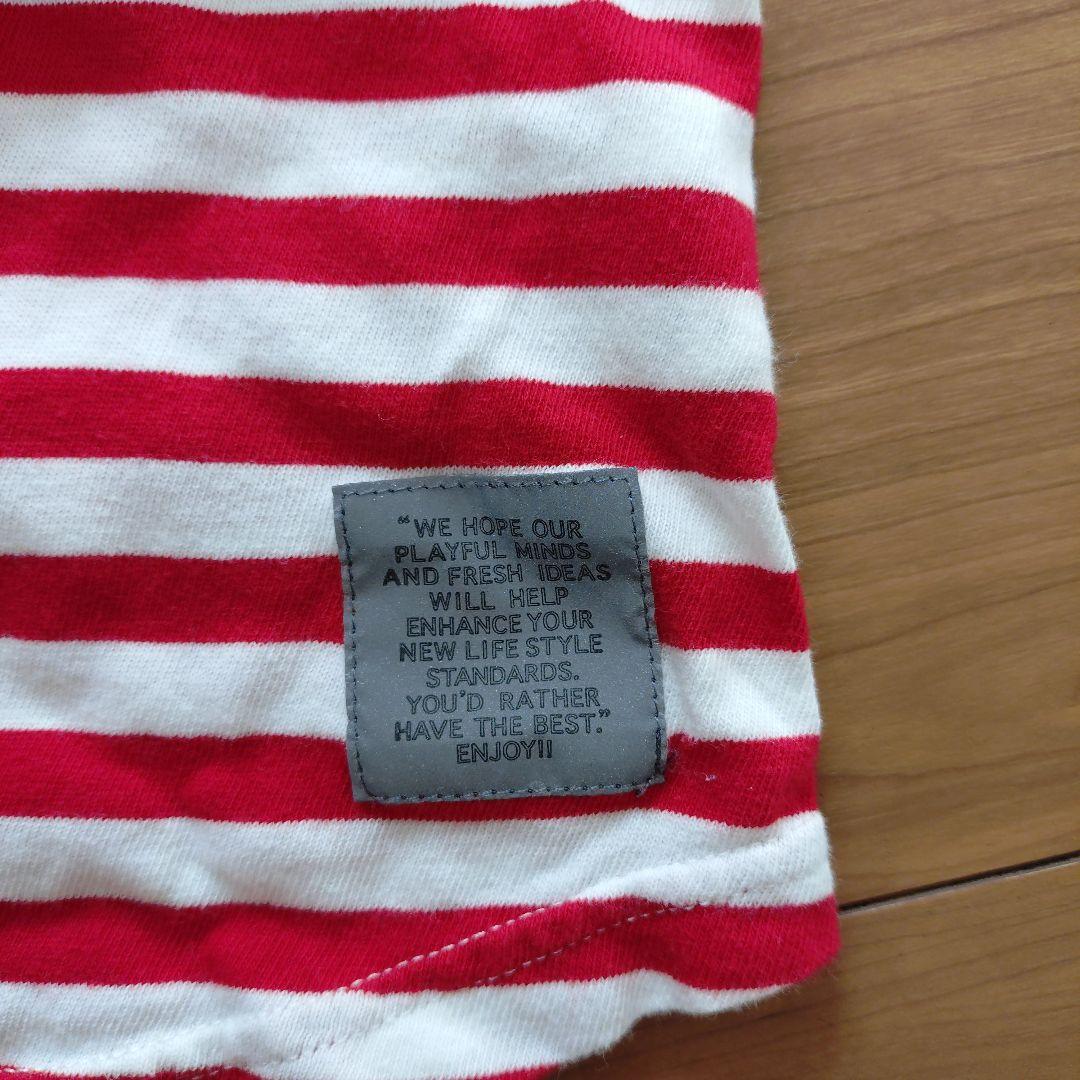 “WE HOPE OUR
PLAYFUL MINDS
AND FRESH IDEAS
WILL HELP
ENHANCE YOUR
NEW LIFE STYLE
STANDARDS.
YOU'D RATHER
HAVE THE BEST.”
ENJOY!!